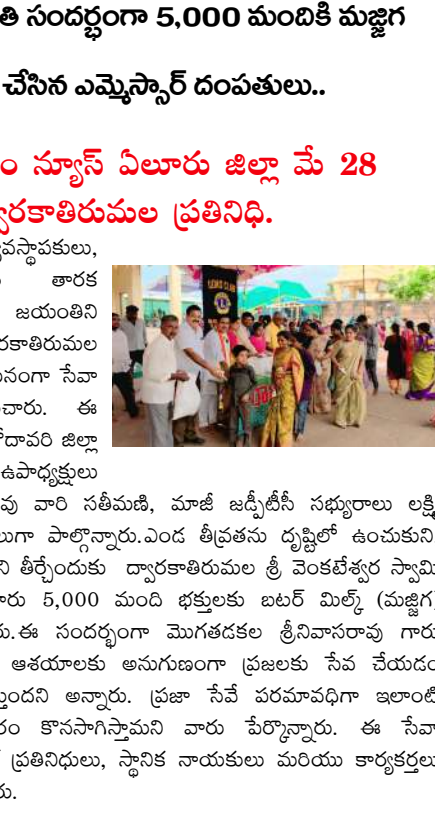 తి సందర్భంగా 5,000 మందికి మజ్జిగ
చేసిన ఎమ్మెస్సార్ దంపతులు..
ం న్యూస్ ఏలూరు జిల్లా మే 28
ద్వారకాతిరుమల ప్రతినిధి.
వ్యవస్థాపకులు,
తారక
జయంతిని
ద్వారకాతిరుమల
నంగా సేవా
చారు. ఈ
గోదావరి జిల్లా
ఉపాధ్యక్షులు
LIONS CLUB
వు వారి సతీమణి, మాజీ జడ్పీటీసీ సభ్యురాలు లక్ష్మి
లుగా పాల్గొన్నారు.ఎండ తీవ్రతను దృష్టిలో ఉంచుకుని
ని తీర్చేందుకు ద్వారకాతిరుమల శ్రీ వెంకటేశ్వర స్వామి
వారు 5,000 మంది భక్తులకు బటర్ మిల్క్ (మజ్జిగ)
రు.ఈ సందర్భంగా మొగతడకల శ్రీనివాసరావు గారు
ఆశయాలకు అనుగుణంగా ప్రజలకు సేవ చేయడం
్తుందని అన్నారు. ప్రజా సేవే పరమావధిగా ఇలాంటి
రం కొనసాగిస్తామని వారు పేర్కొన్నారు. ఈ సేవా
ప్రతినిధులు, స్థానిక నాయకులు మరియు కార్యకర్తలు
రు.